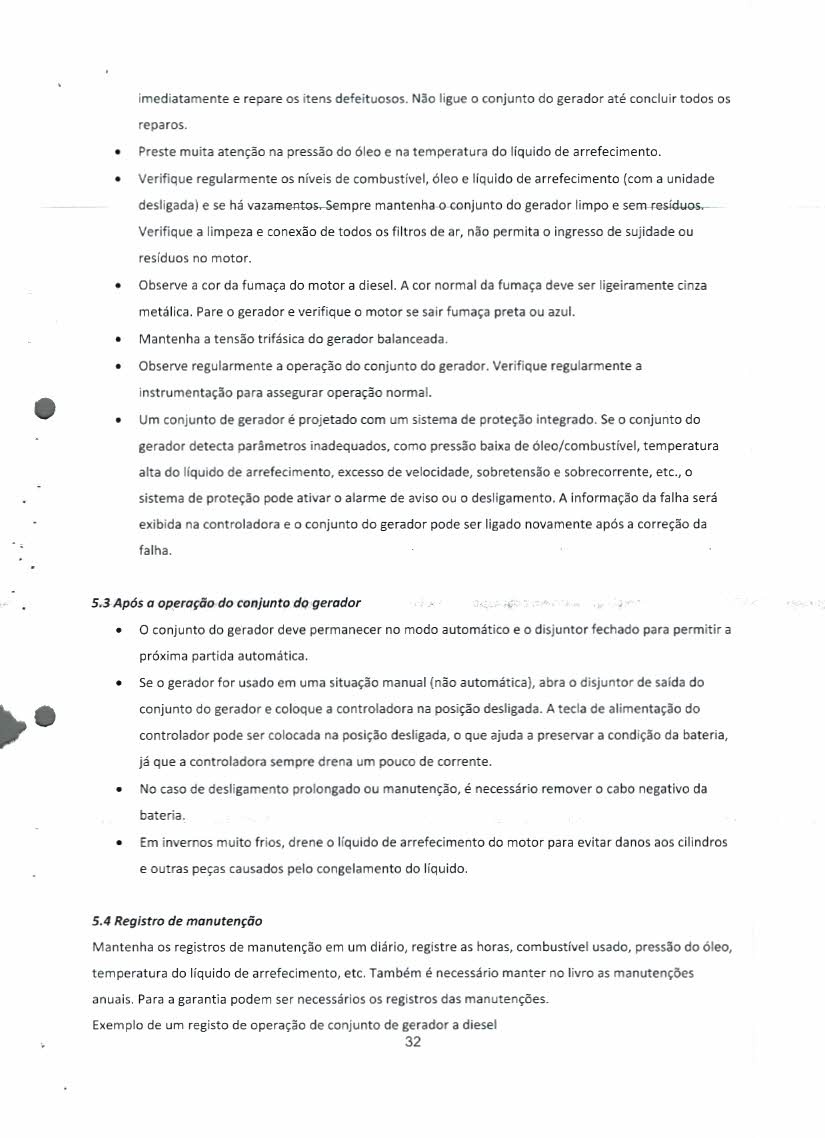 imediatamente e repare os itens defeituosos. Não ligue o conjunto do gerador até concluir todos os
reparos.
• Preste muita atenção na pressão do óleo e na temperatura do líquido de arrefecimento.
• Verifique regularmente os níveis de combustível, óleo e líquido de arrefecimento (com a unidade
desligada) e se há vazamentos. Sempre mantenha o conjunto do gerador limpo e sem resíduos.
Verifique a limpeza e conexão de todos os filtros de ar, não permita o ingresso de sujidade ou
resíduos no motor.
• Observe a cor da fumaça do motor a diesel. A cor normal da fumaça deve ser ligeiramente cinza
metálica. Pare o gerador e verifique o motor se sair fumaça preta ou azul.
• Mantenha a tensão trifásica do gerador balanceada.
• Observe regularmente a operação do conjunto do gerador. Verifique regularmente a
instrumentação para assegurar operação normal.
• Um conjunto de gerador é projetado com um sistema de proteção integrado. Se o conjunto do
gerador detecta parâmetros inadequados, como pressão baixa de óleo/combustível, temperatura
alta do líquido de arrefecimento, excesso de velocidade, sobretensão e sobrecorrente, etc., o
sistema de proteção pode ativar o alarme de aviso ou o desligamento. A informação da falha será
exibida na controladora e o conjunto do gerador pode ser ligado novamente após a correção da
falha.
5.3 Após a operação do conjunto do gerador
• O conjunto do gerador deve permanecer no modo automático e o disjuntor fechado para permitir a
próxima partida automática.
• Se o gerador for usado em uma situação manual (não automática), abra o disjuntor de saída do
conjunto do gerador e coloque a controladora na posição desligada. A tecla de alimentação do
controlador pode ser colocada na posição desligada, o que ajuda a preservar a condição da bateria,
já que a controladora sempre drena um pouco de corrente.
• No caso de desligamento prolongado ou manutenção, é necessário remover o cabo negativo da
bateria.
• Em invernos muito frios, drene o líquido de arrefecimento do motor para evitar danos aos cilindros
e outras peças causados pelo congelamento do líquido.
5.4 Registro de manutenção
Mantenha os registros de manutenção em um diário, registre as horas, combustível usado, pressão do óleo,
temperatura do líquido de arrefecimento, etc. Também é necessário manter no livro as manutenções
anuais. Para a garantia podem ser necessários os registros das manutenções.
Exemplo de um registo de operação de conjunto de gerador a diesel
32